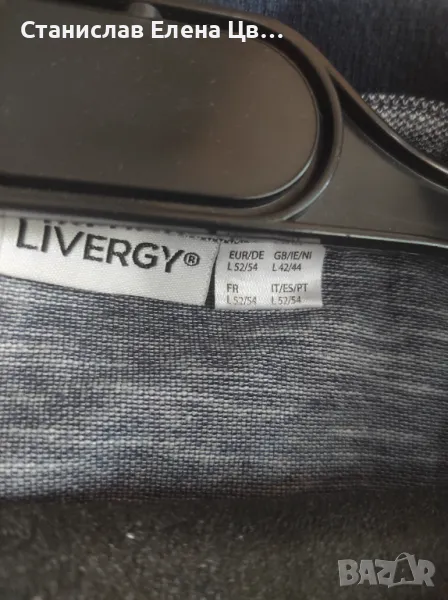 Станислав Елена Цв...
LIVERGY®
EUR/DE GB/IE/NI
L 52/54 L 42/44
FR IT/ES/PT
L 52/54 L 52/54
BAZAR